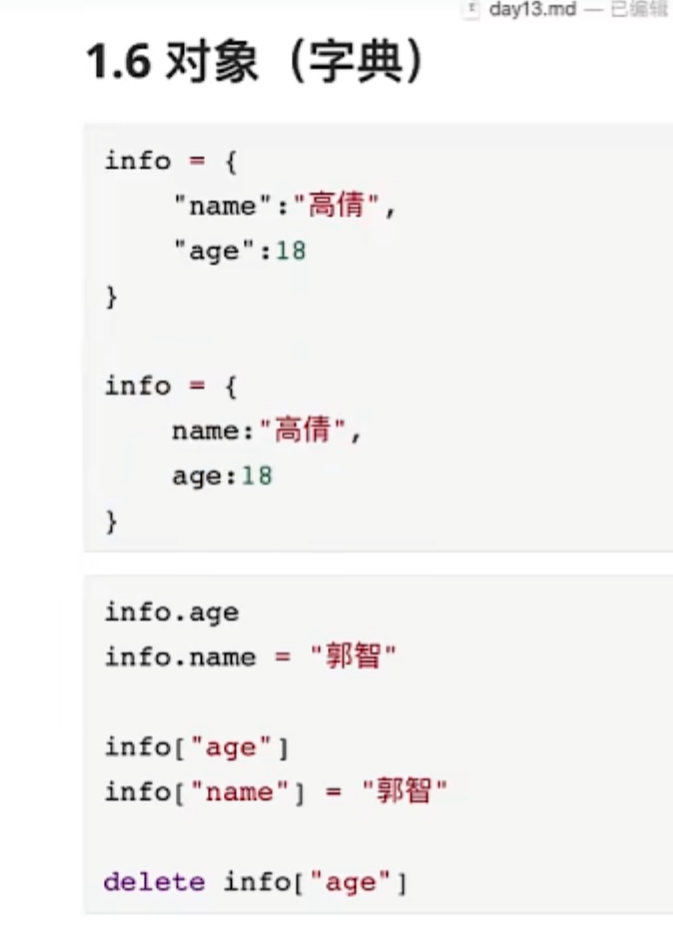 day13.md — 已编辑
1.6 对象（字典）
info = {
    "name":"高倩",
    "age":18
}
info = {
    name:"高倩",
    age:18
}
info.age
info.name = "郭智"
info["age"]
info["name"] = "郭智"
delete info["age"]